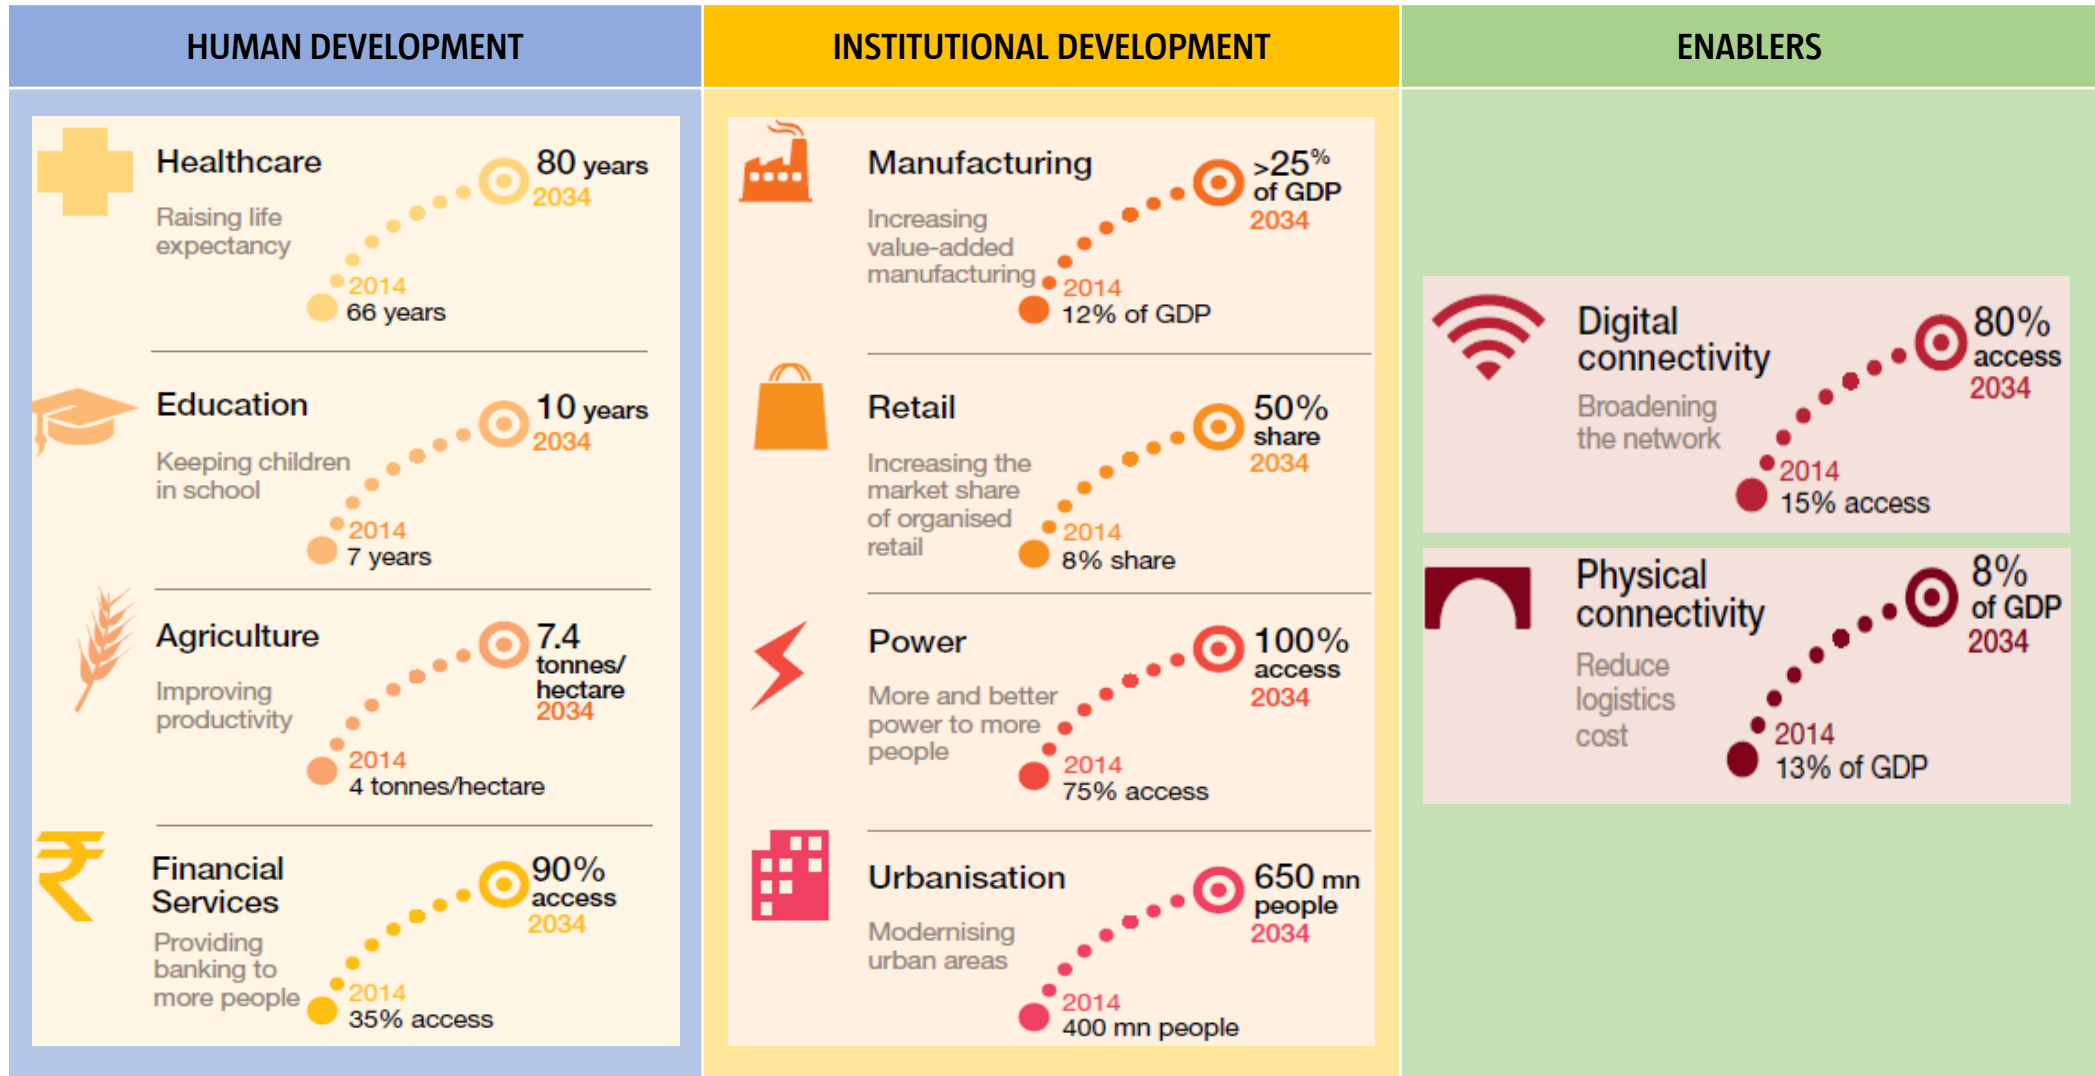 HUMAN DEVELOPMENT
Healthcare
Raising life
expectancy
80 years
2034
2014
66 years
Education
Keeping children
in school
10 years
2034
2014
7 years
Agriculture
Improving
productivity
7.4
tonnes/
hectare
2034
2014
4 tonnes/hectare
₹
Financial
Services
Providing
banking to
more people
90%
access
2034
2014
35% access
INSTITUTIONAL DEVELOPMENT
Manufacturing
Increasing
value-added
manufacturing
>25%
of GDP
2034
2014
12% of GDP
Retail
Increasing the
market share
of organised
retail
50%
share
2034
2014
8% share
Power
More and better
power to more
people
100%
access
2034
2014
75% access
Urbanisation
Modernising
urban areas
650 mn
people
2034
2014
400 mn people
ENABLERS
Digital
connectivity
Broadening
the network
80%
access
2034
2014
15% access
Physical
connectivity
Reduce
logistics
cost
8%
of GDP
2034
2014
13% of GDP